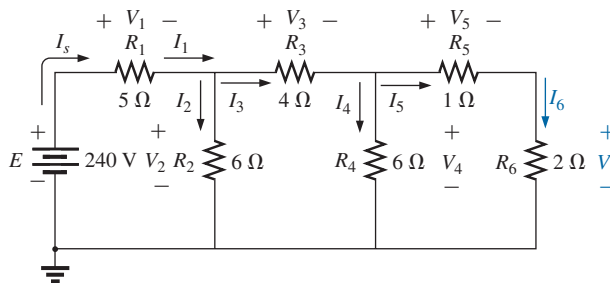 + V1 − + V3 − + V5 −
Is R1 I1 R3 R5
5 Ω I2 I3 4 Ω I4 I5 1 Ω I6
+ + + +
E 240 V V2 R2 6 Ω R4 6 Ω V4 R6 2 Ω V
− − − −